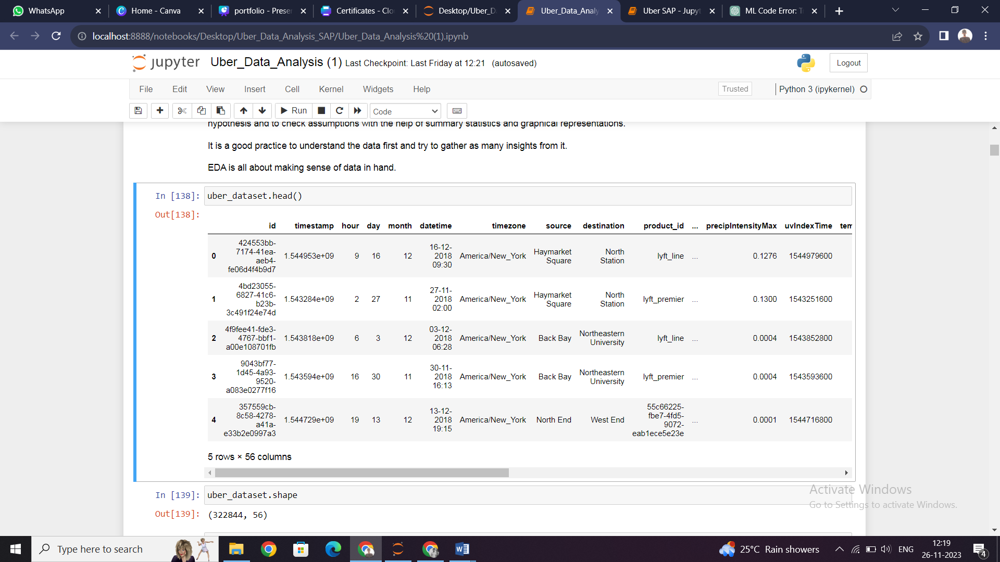 WhatsApp
Home - Canva
portfolio - Prese
Certificates - Clo
Desktop/Uber_D
Uber_Data_Analy
Uber SAP - Jupyt
ML Code Error: T
localhost:8888/notebooks/Desktop/Uber_Data_Analysis_SAP/Uber_Data_Analysis%20(1).ipynb
jupyter Uber_Data_Analysis (1) Last Checkpoint: Last Friday at 12:21 (autosaved)
Logout
File Edit View Insert Cell Kernel Widgets Help
Trusted
Python 3 (ipykernel)
Run
Code
hypothesis and to check assumptions with the help of summary statistics and graphical representations.
It is a good practice to understand the data first and try to gather as many insights from it.
EDA is all about making sense of data in hand.
In [138]: uber_dataset.head()
Out[138]:
id timestamp hour day month datetime timezone source destination product_id ... precipIntensityMax uvIndexTime tem
0 424553bb-7174-41ea-aeb4-fe06d4f4b9d7 1.544953e+09 9 16 12 16-12-2018 09:30 America/New_York Haymarket Square North Station lyft_line ... 0.1276 1544979600
1 4bd23055-6827-41c6-b23b-3c491f24e74d 1.543284e+09 2 27 11 27-11-2018 02:00 America/New_York Haymarket Square North Station lyft_premier ... 0.1300 1543251600
2 4f9fee41-fde3-4767-bbf1-a00e108701fb 1.543818e+09 6 3 12 03-12-2018 06:28 America/New_York Back Bay Northeastern University lyft_line ... 0.0004 1543852800
3 9043bf77-1d45-4a93-9520-a083e0277f16 1.543594e+09 16 30 11 30-11-2018 16:13 America/New_York Back Bay Northeastern University lyft_premier ... 0.0004 1543593600
4 357559cb-8c58-4278-a41a-e33b2e0997a3 1.544729e+09 19 13 12 13-12-2018 19:15 America/New_York North End West End 55c66225-fbe7-4fd5-9072-eab1ece5e23e ... 0.0001 1544716800
5 rows × 56 columns
In [139]: uber_dataset.shape
Out[139]: (322844, 56)
Activate Windows
Go to Settings to activate Windows.
Type here to search
25°C Rain showers
ENG
12:19
26-11-2023
4